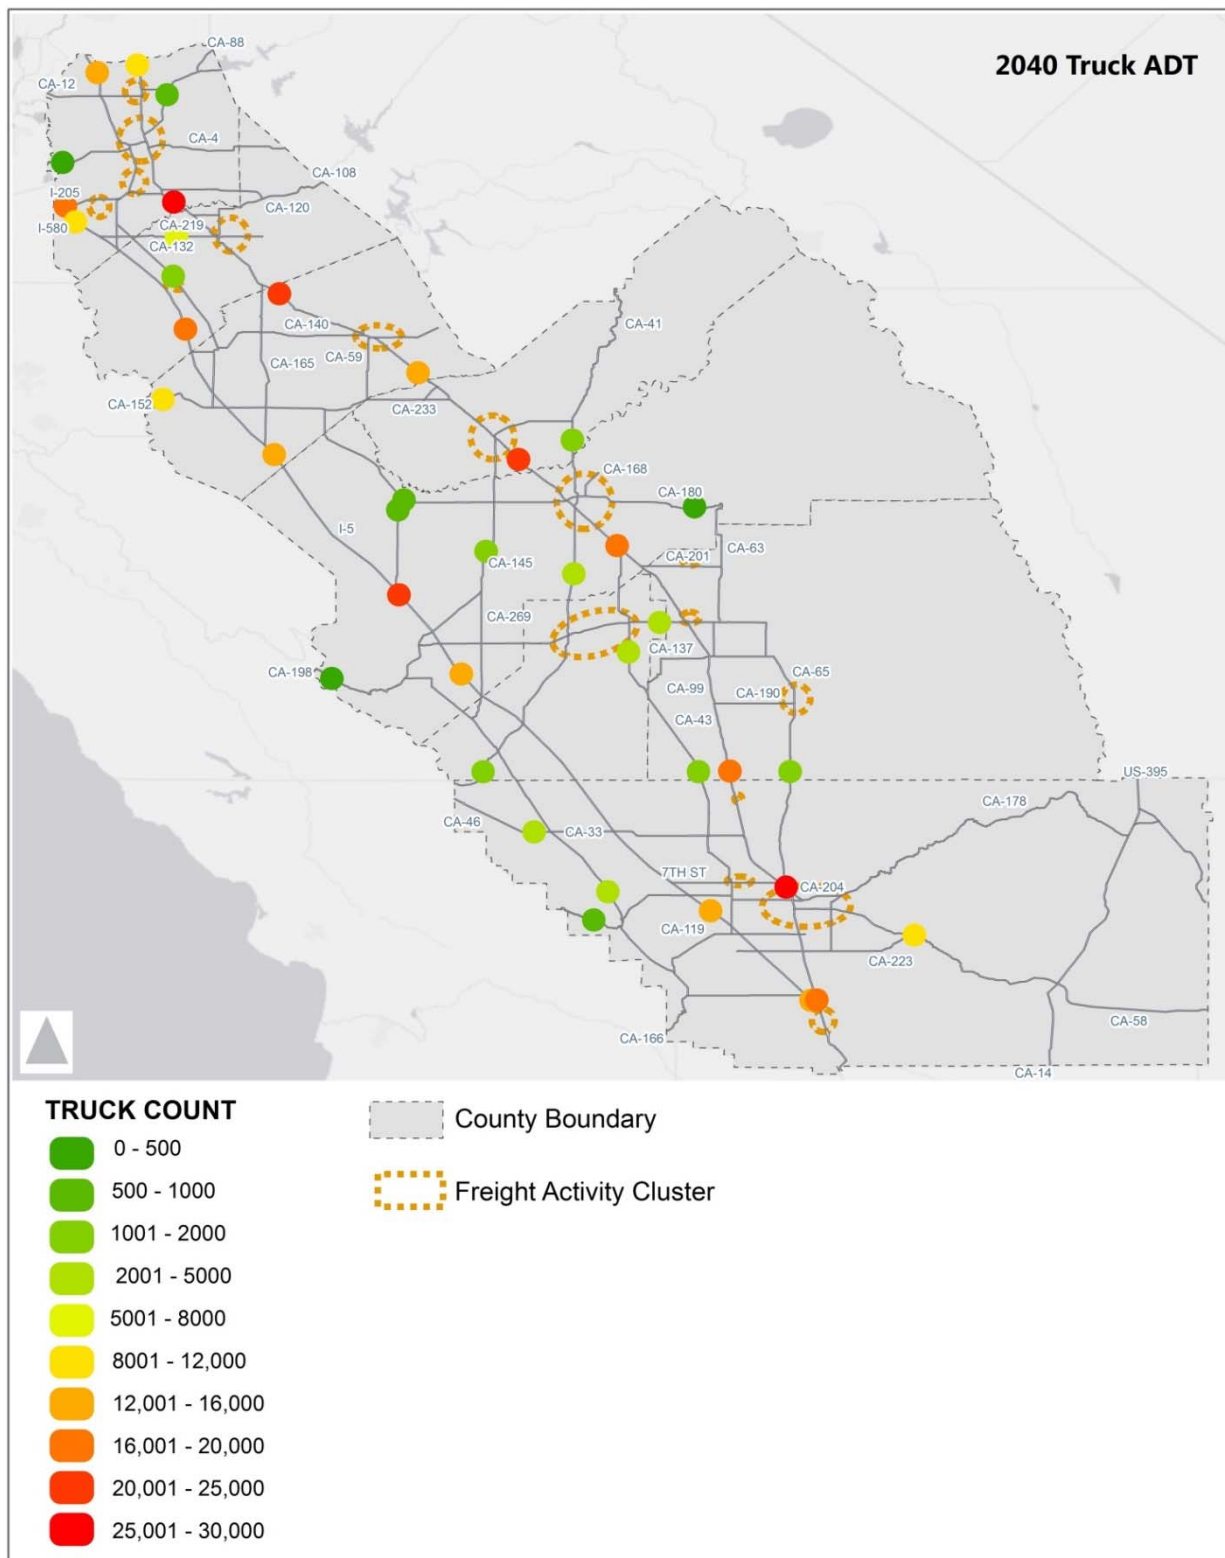 CA-88
2040 Truck ADT
CA-12
CA-4
CA-108
I-205
CA-120
CA-219
I-580
CA-132
CA-140
CA-41
CA-59
CA-165
CA-152
CA-233
CA-168
CA-180
I-5
CA-63
CA-201
CA-145
CA-269
CA-137
CA-198
CA-65
CA-99
CA-190
CA-43
US-395
CA-178
CA-46
CA-33
7TH ST
CA-204
CA-119
CA-223
CA-58
CA-166
CA-14
TRUCK COUNT
0 - 500
500 - 1000
1001 - 2000
2001 - 5000
5001 - 8000
8001 - 12,000
12,001 - 16,000
16,001 - 20,000
20,001 - 25,000
25,001 - 30,000
County Boundary
Freight Activity Cluster